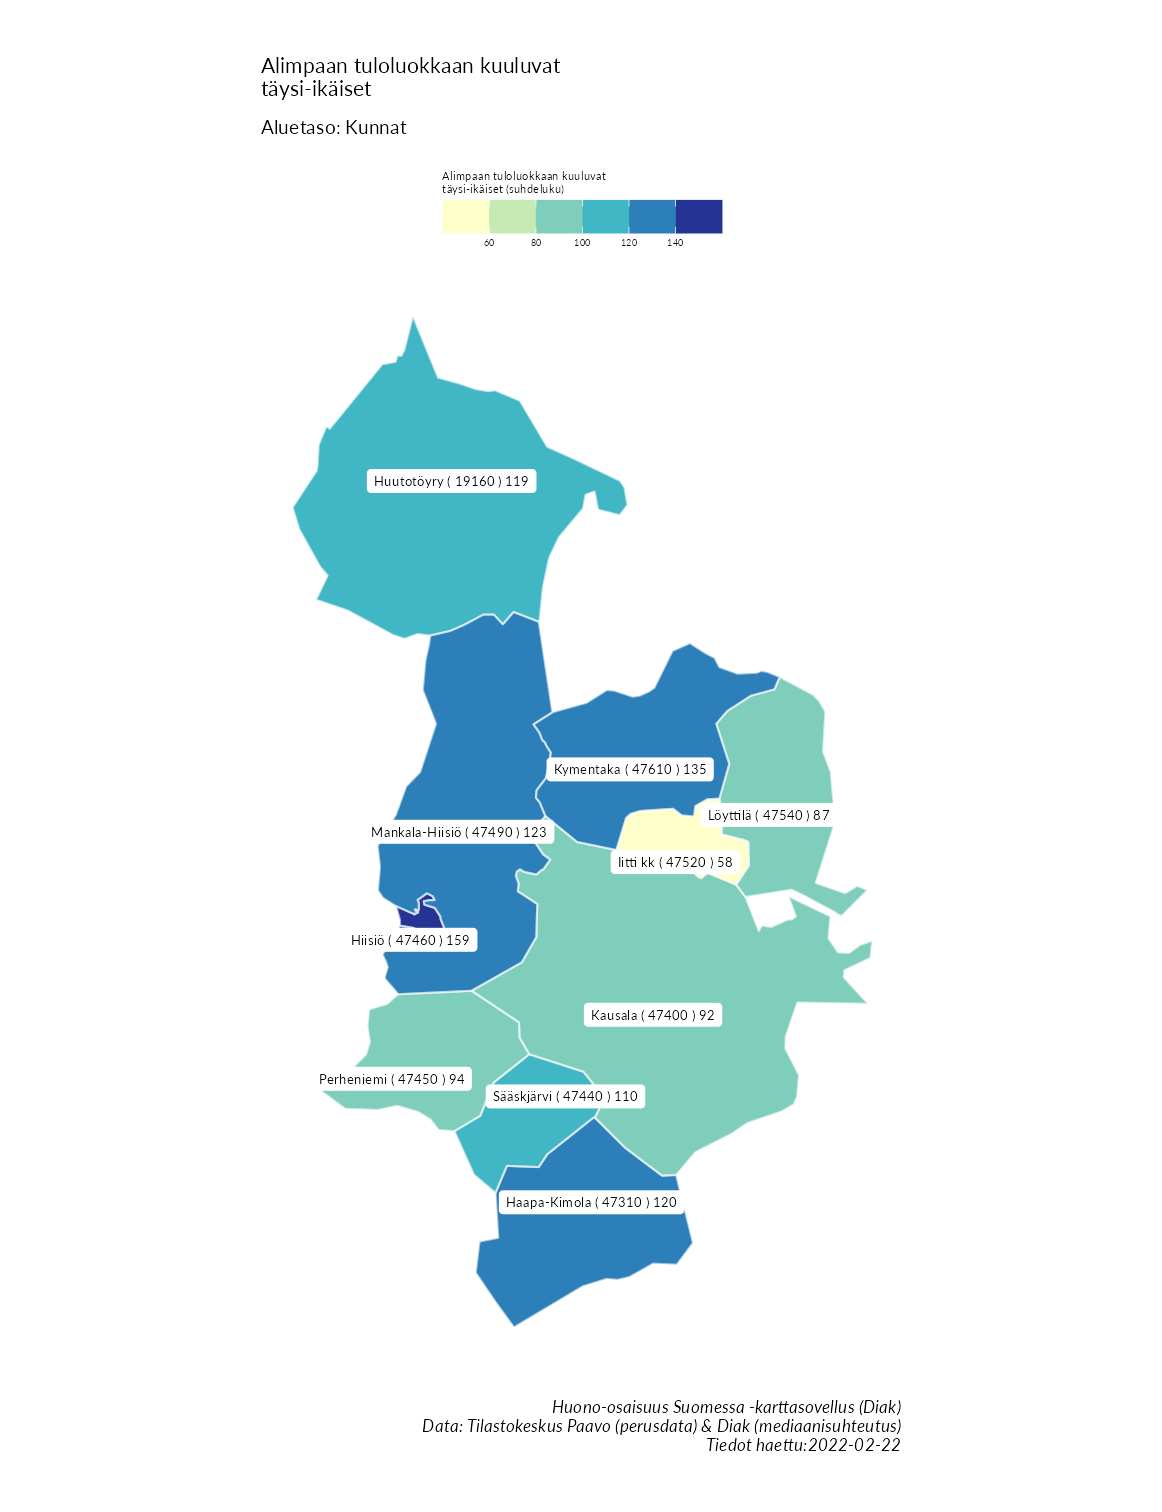 Alimpaan tuloluokkaan kuuluvat
täysi-ikäiset
Aluetaso: Kunnat
Alimpaan tuloluokkaan kuuluvat
täysi-ikäiset (suhdeluku)
60 80 100 120 140
Huutotöyry ( 19160 ) 119
Kymentaka ( 47610 ) 135
Löyttilä ( 47540 ) 87
Mankala-Hiisiö ( 47490 ) 123
Iitti kk ( 47520 ) 58
Hiisiö ( 47460 ) 159
Kausala ( 47400 ) 92
Perheniemi ( 47450 ) 94
Sääskjärvi ( 47440 ) 110
Haapa-Kimola ( 47310 ) 120
Huono-osaisuus Suomessa -karttasovellus (Diak)
Data: Tilastokeskus Paavo (perusdata) & Diak (mediaanisuhteutus)
Tiedot haettu:2022-02-22